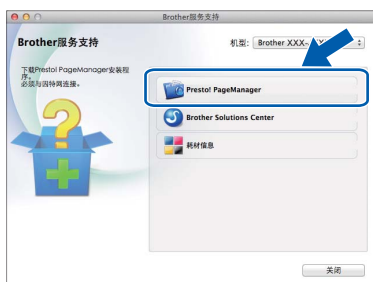 Brother服务支持
Brother服务支持
机型: Brother XXX-
下载Presto! PageManager安装程
序。
必须与因特网连接。
Presto! PageManager
Brother Solutions Center
耗材信息
关闭